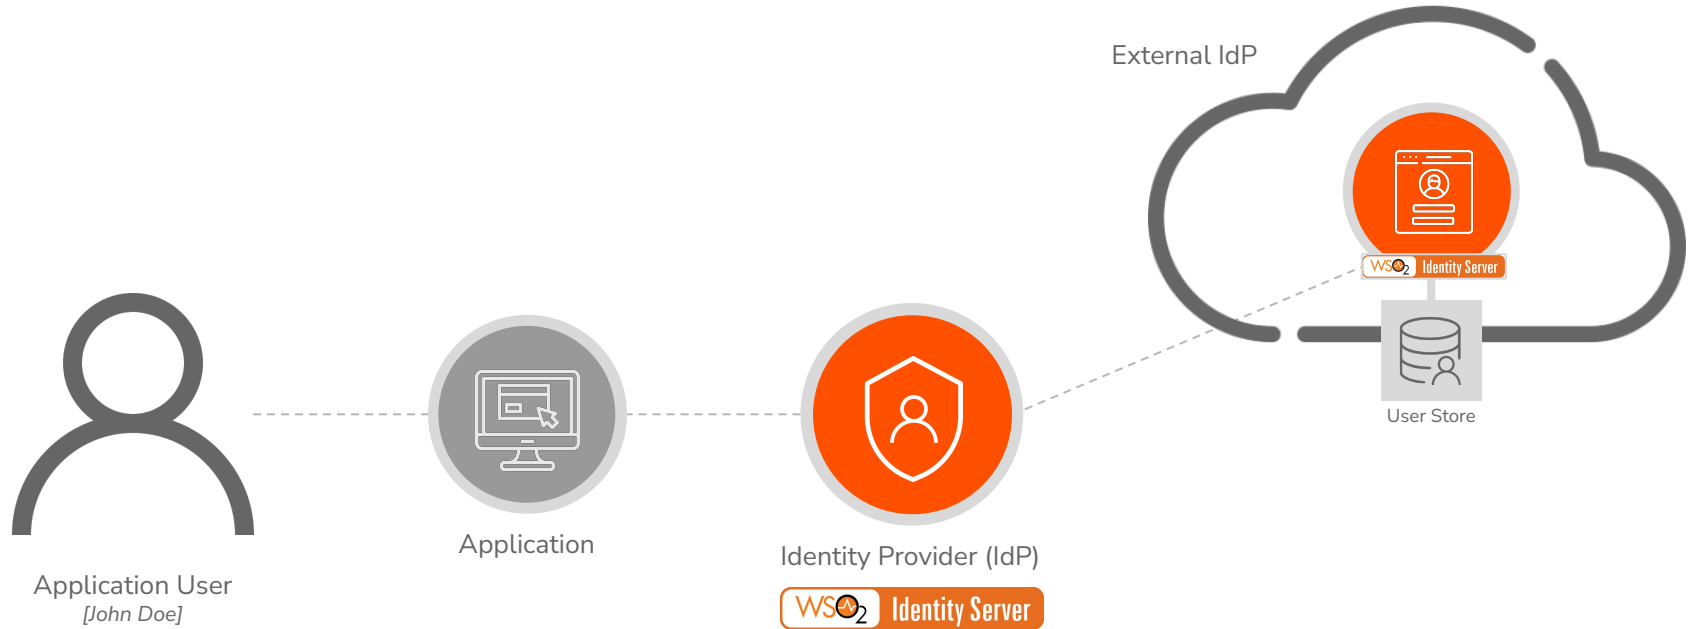 External IdP
WSO2 Identity Server
User Store
Application
Identity Provider (IdP)
WSO2 Identity Server
Application User
[John Doe]